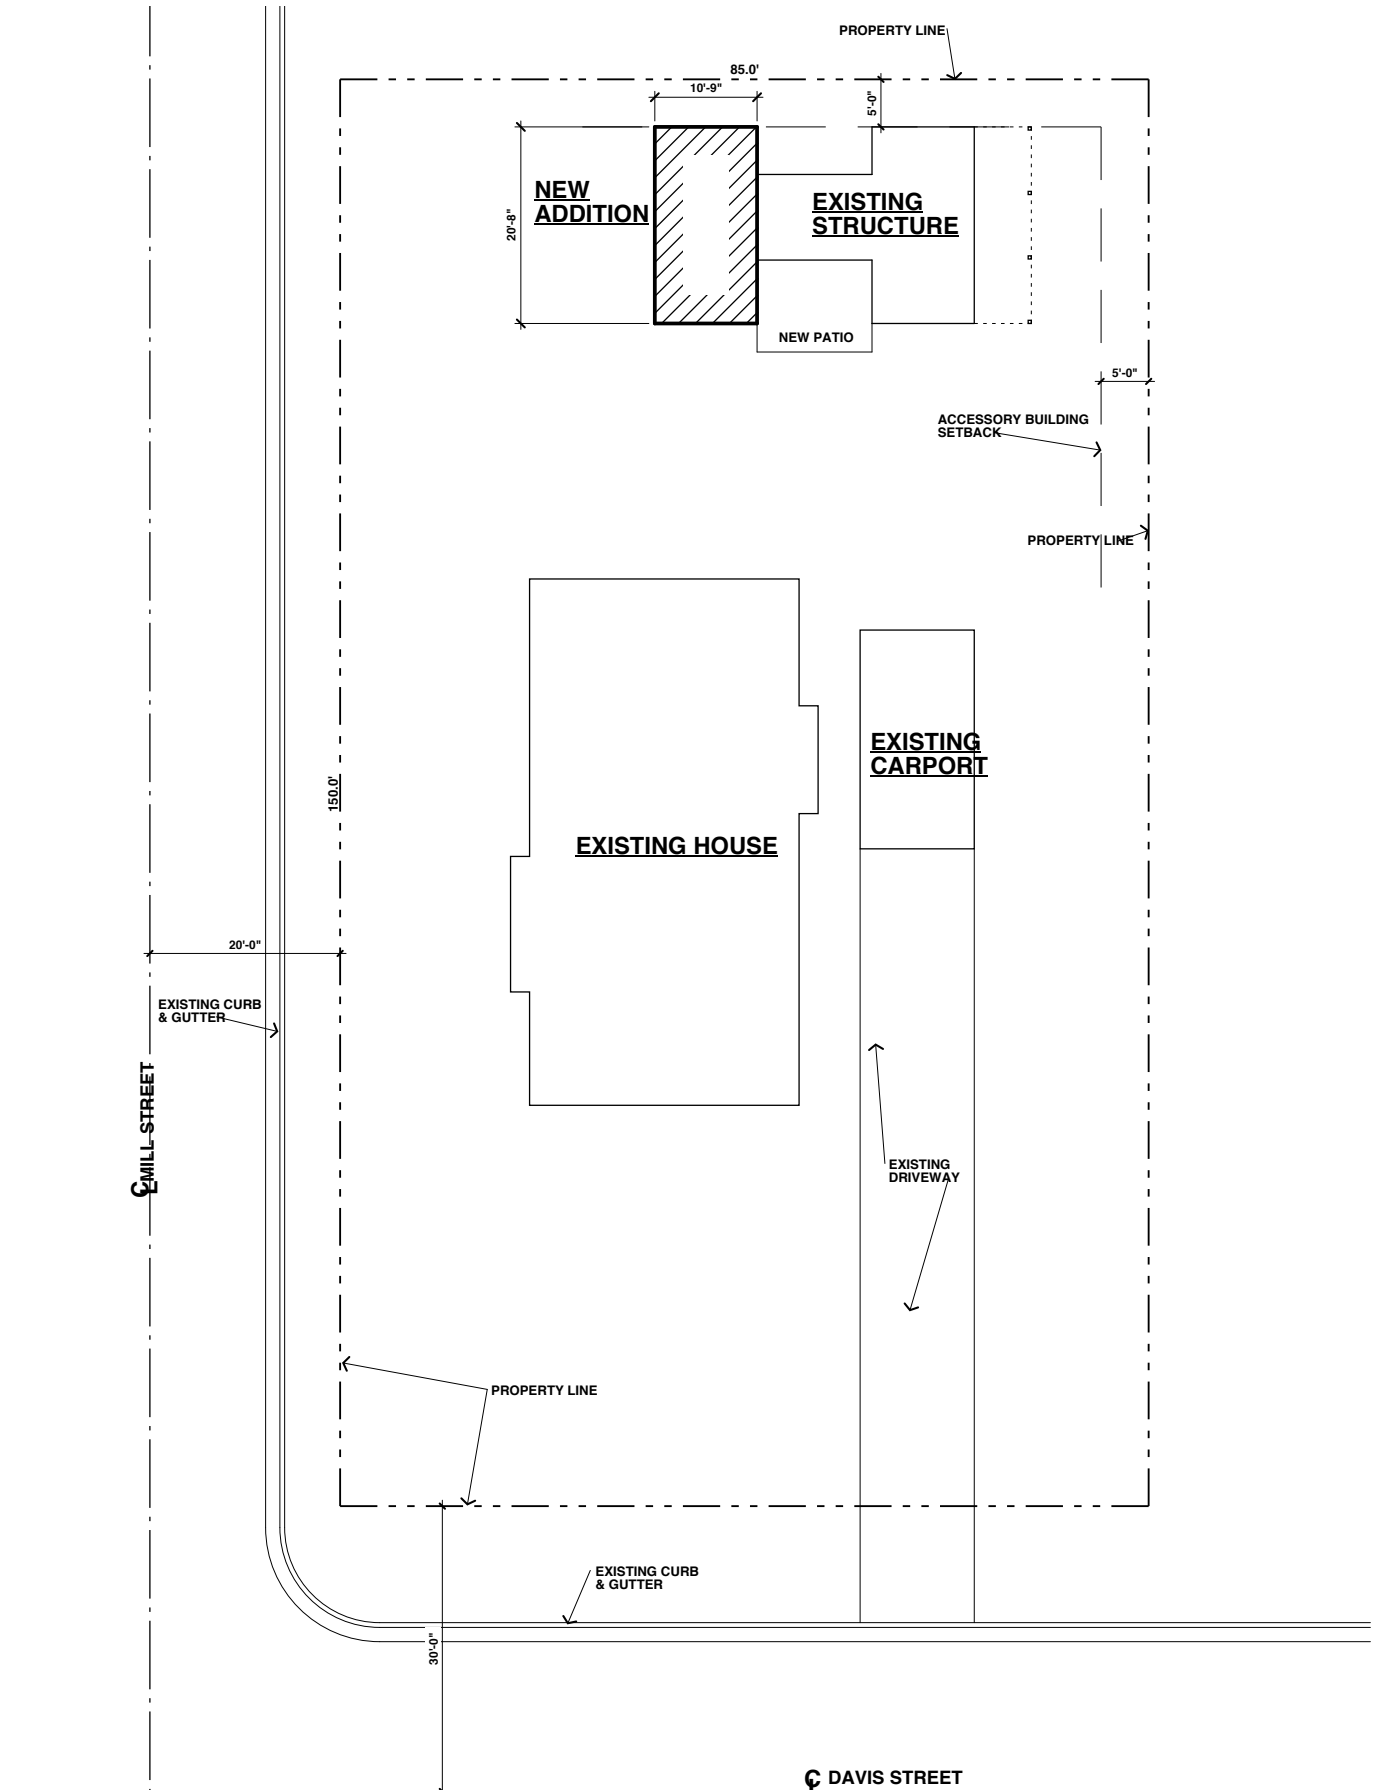 PROPERTY LINE
85.0'
10'-9"
5'-0"
NEW
ADDITION
20'-8"
EXISTING
STRUCTURE
NEW PATIO
5'-0"
ACCESSORY BUILDING
SETBACK
PROPERTY LINE
EXISTING
CARPORT
150.0'
EXISTING HOUSE
20'-0"
EXISTING CURB
& GUTTER
CL MILL STREET
EXISTING
DRIVEWAY
PROPERTY LINE
EXISTING CURB
& GUTTER
30'-0"
CL DAVIS STREET